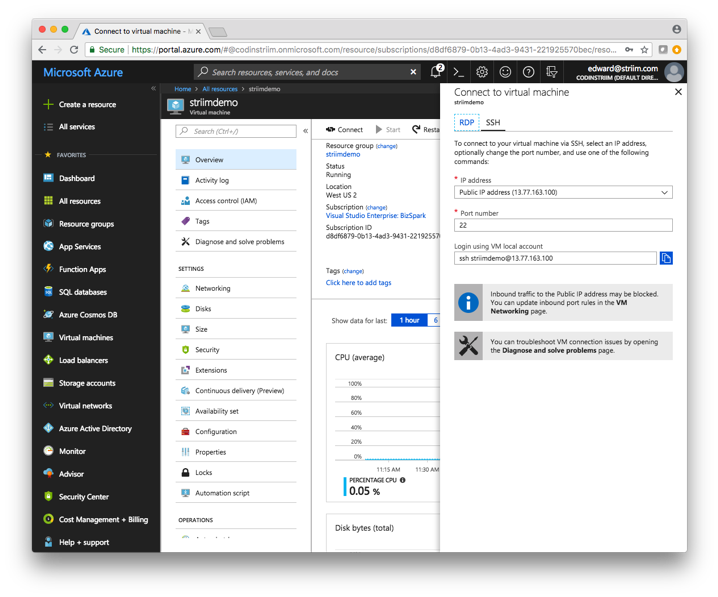 Connect to virtual machine - M
Secure
https://portal.azure.com/#@codinstriim.onmicrosoft.com/resource/subscriptions/d8df6879-0b13-4ad3-9431-221925570bec/reso...
Microsoft Azure
Search resources, services, and docs
2
edward@striim.com
CODINSTRIIM (DEFAULT DIRE...
Create a resource
All services
FAVORITES
Dashboard
All resources
Resource groups
App Services
Function Apps
SQL databases
Azure Cosmos DB
Virtual machines
Load balancers
Storage accounts
Virtual networks
Azure Active Directory
Monitor
Advisor
Security Center
Cost Management + Billing
Help + support
Home > All resources > striimdemo
striimdemo
Virtual machine
Search (Ctrl+/)
Overview
Activity log
Access control (IAM)
Tags
Diagnose and solve problems
SETTINGS
Networking
Disks
Size
Security
Extensions
Continuous delivery (Preview)
Availability set
Configuration
Properties
Locks
Automation script
OPERATIONS
Connect
Start
Resta
Resource group (change)
striimdemo
Status
Running
Location
West US 2
Subscription (change)
Visual Studio Enterprise: BizSpark
Subscription ID
d8df6879-0b13-4ad3-9431-22192557
Tags (change)
Click here to add tags
Show data for last:
1 hour
6
CPU (average)
100%
80%
60%
40%
20%
0%
11:15 AM
11:30 AM
PERCENTAGE CPU
0.05 %
Disk bytes (total)
Connect to virtual machine
striimdemo
RDP
SSH
To connect to your virtual machine via SSH, select an IP address,
optionally change the port number, and use one of the following
commands:
* IP address
Public IP address (13.77.163.100)
* Port number
22
Login using VM local account
ssh striimdemo@13.77.163.100
Inbound traffic to the Public IP address may be blocked.
You can update inbound port rules in the VM
Networking page.
You can troubleshoot VM connection issues by opening
the Diagnose and solve problems page.